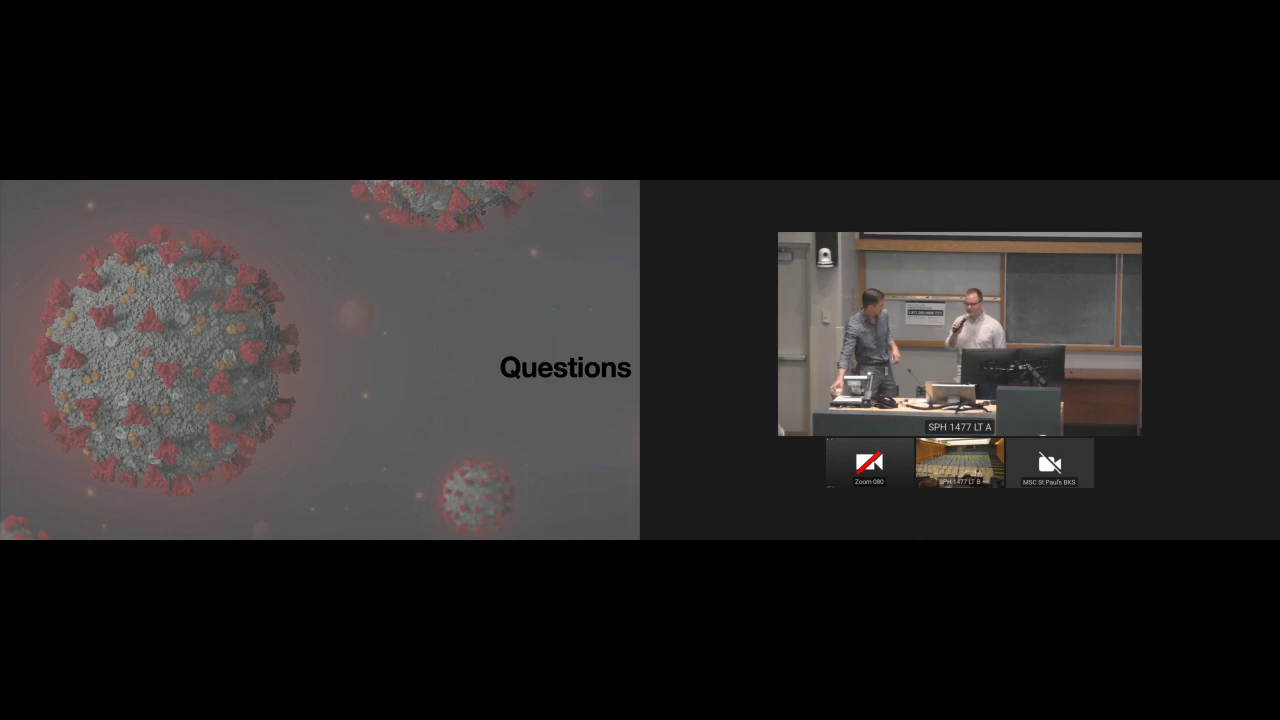 Questions
SPH 1477 LT A
Zoom 080
SPH 1477 LT B
MSC St Paul's BKS